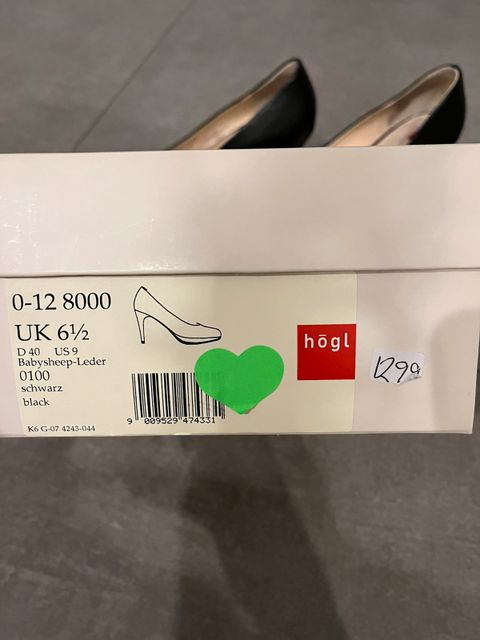 0-12 8000
UK 6½
D 40 US 9
Babysheep-Leder
0100
schwarz
black
9 009529 474331
K6 G-07 4243-044
högl